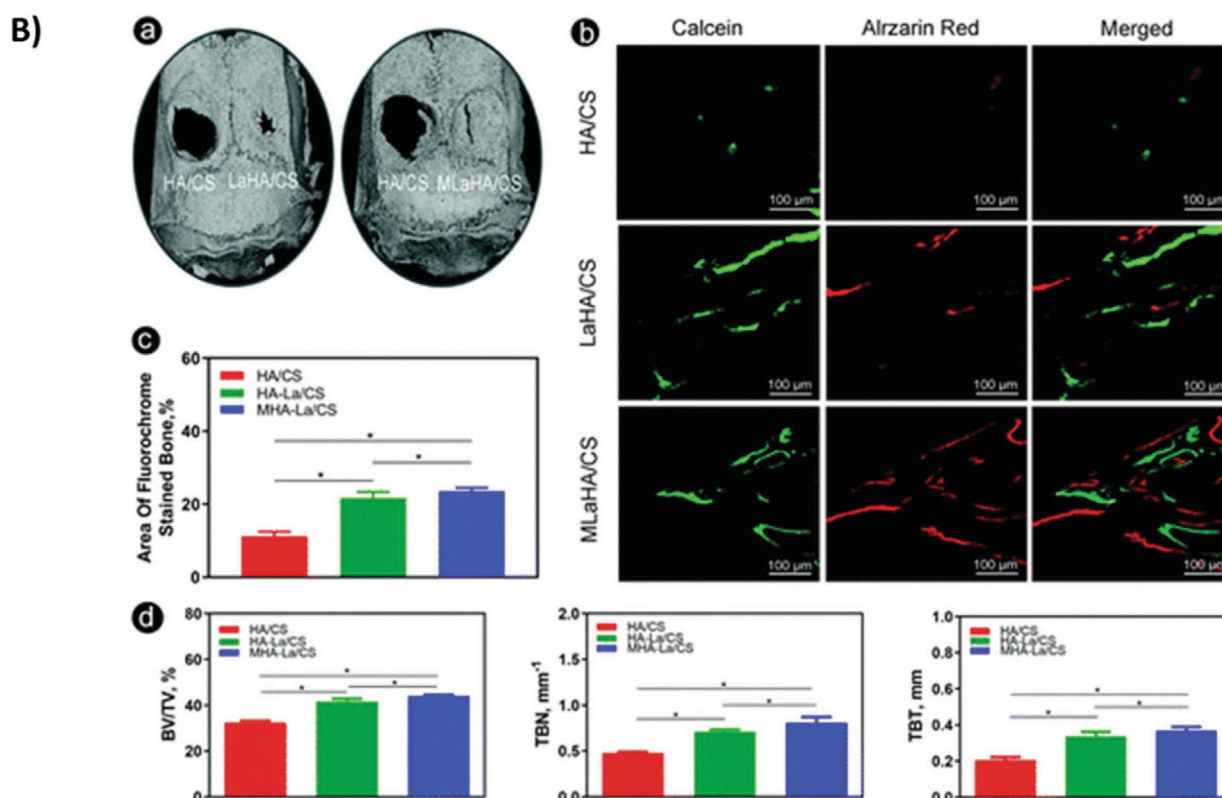 B)
a
HA/CS LaHA/CS
HA/CS MLaHA/CS
b
Calcein Alrzarin Red Merged
HA/CS
100 µm 100 µm 100 µm
LaHA/CS
100 µm 100 µm 100 µm
MLaHA/CS
100 µm 100 µm 100 µm
c
Area Of Fluorochrome
Stained Bone,%
60
40
20
0
HA/CS
HA-La/CS
MHA-La/CS
*
* *
d
BV/TV, %
80
60
40
20
0
HA/CS
HA-La/CS
MHA-La/CS
*
* *
TBN, mm-1
2.0
1.5
1.0
0.5
0.0
HA/CS
HA-La/CS
MHA-La/CS
*
* *
TBT, mm
1.0
0.8
0.6
0.4
0.2
0.0
HA/CS
HA-La/CS
MHA-La/CS
*
* *